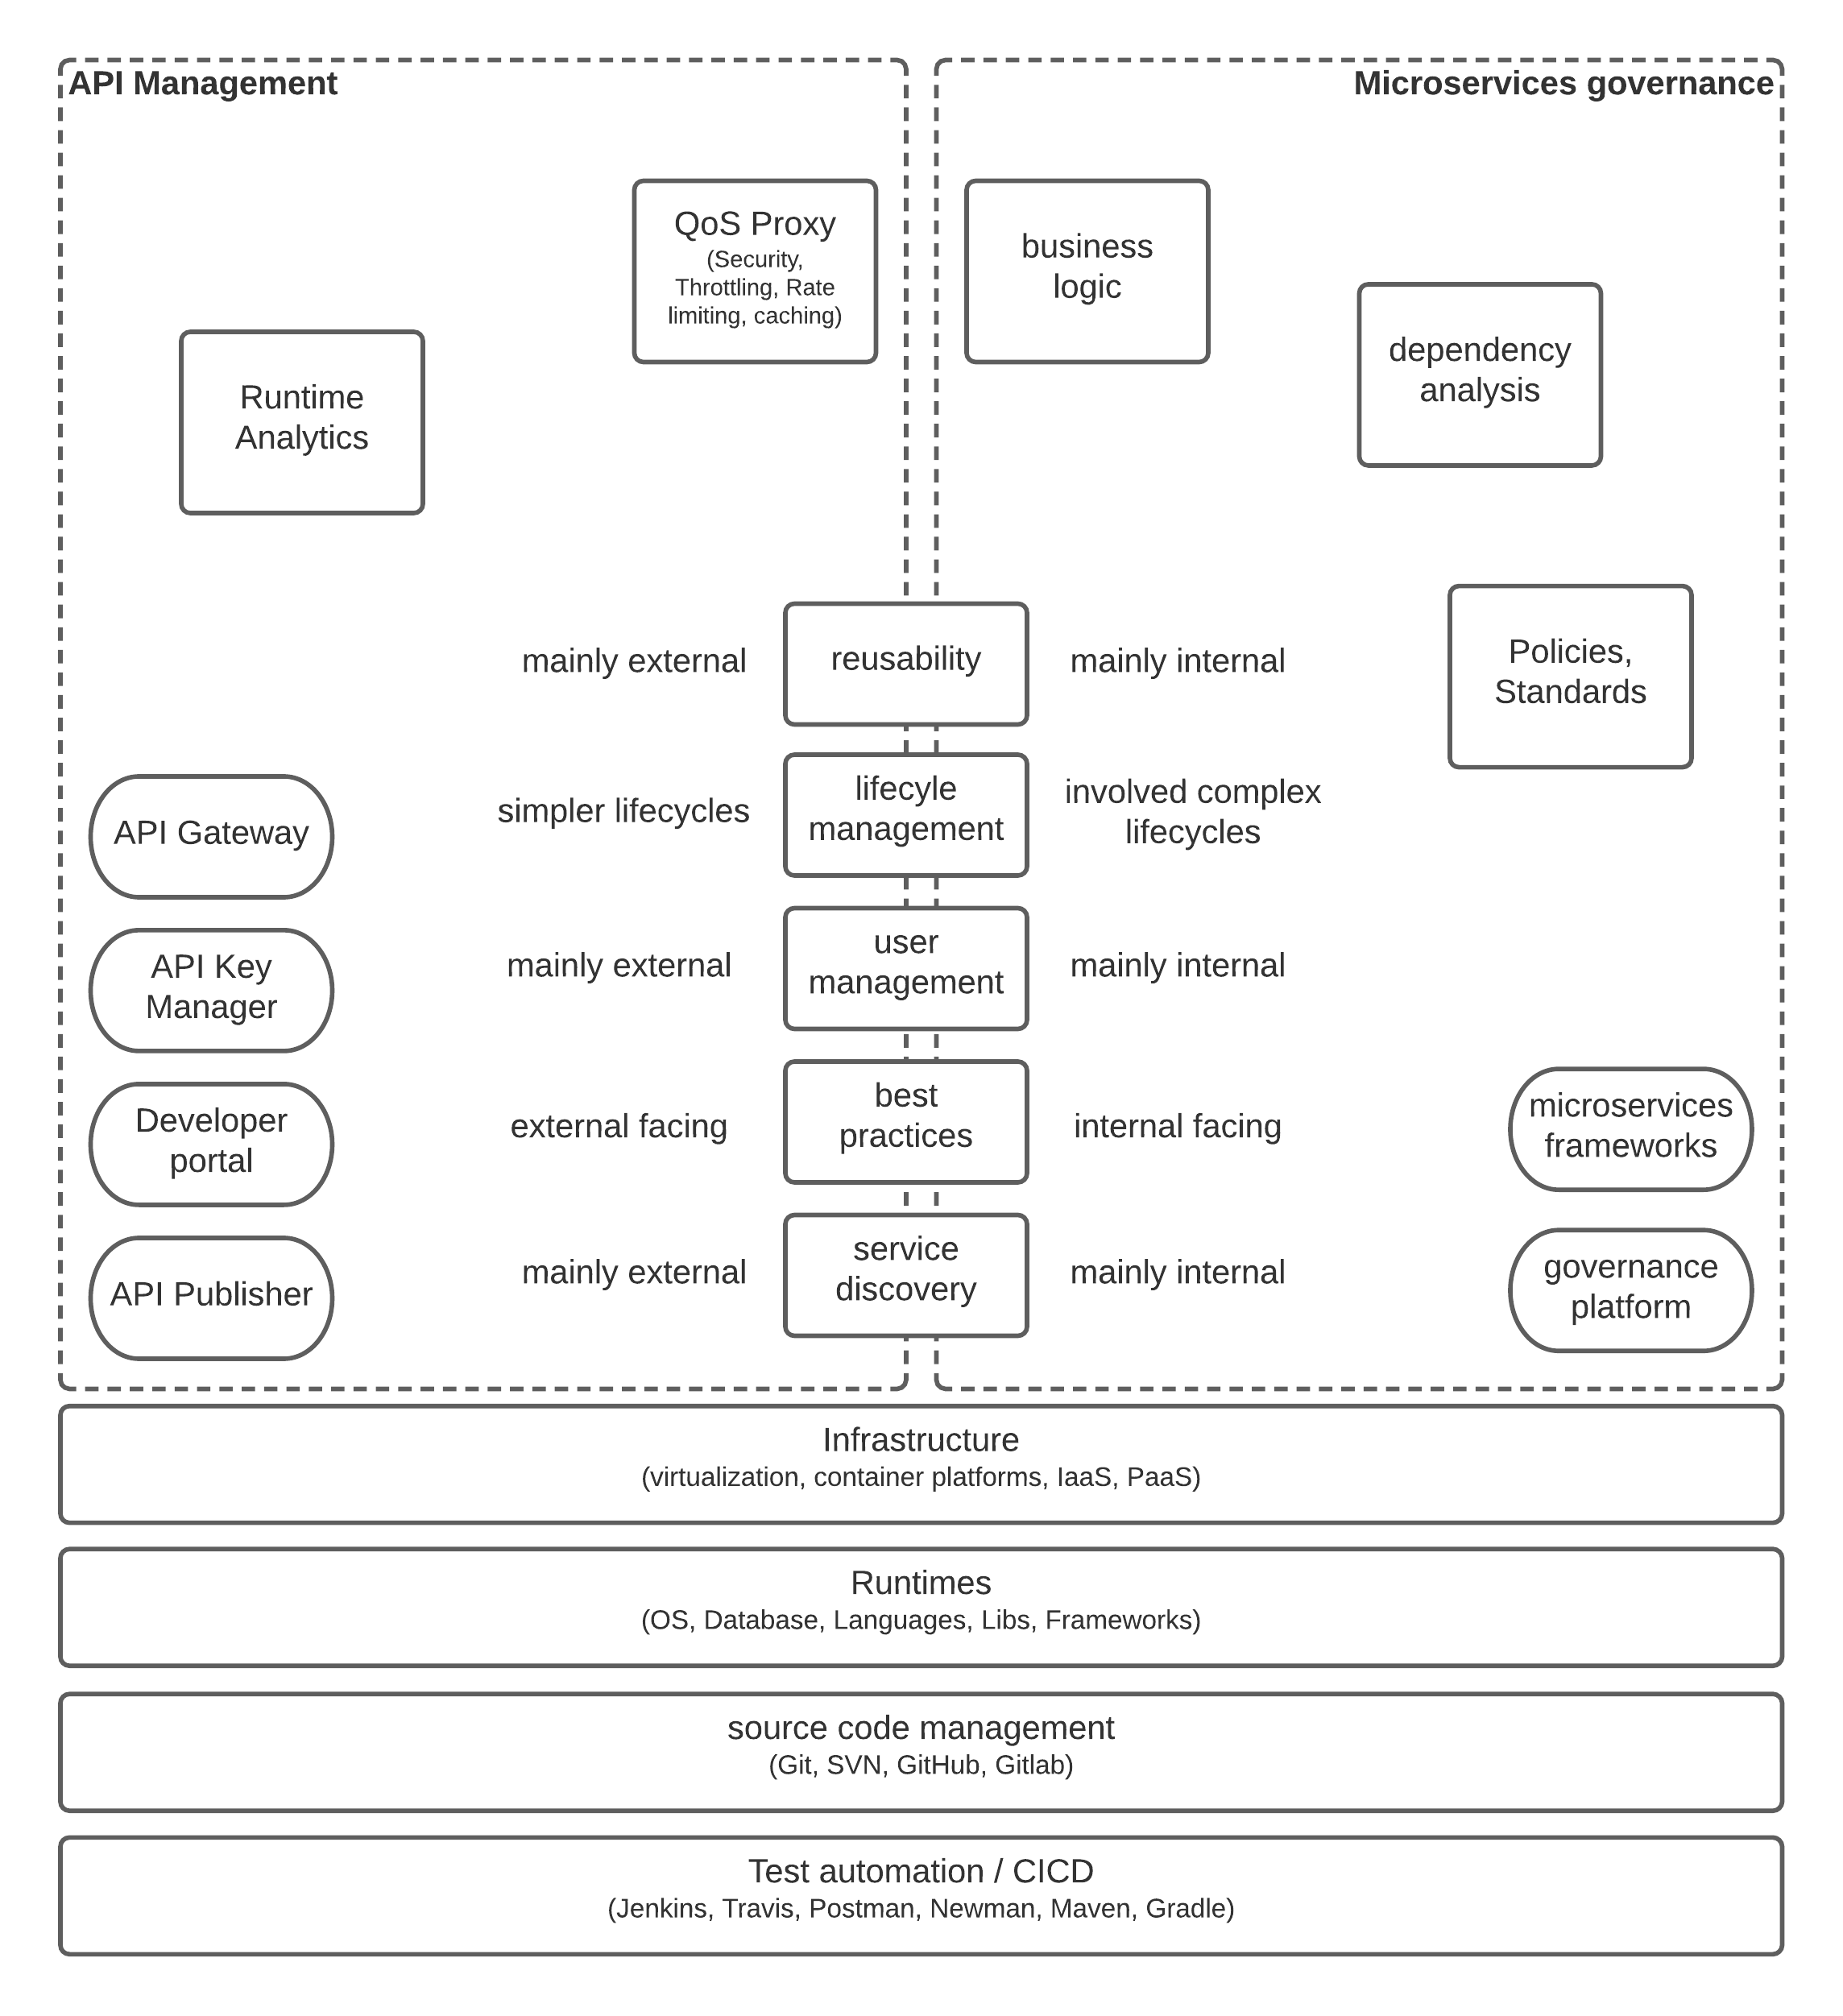 API Management
Microservices governance
QoS Proxy
(Security,
Throttling, Rate
limiting, caching)
business
logic
dependency
analysis
Runtime
Analytics
mainly external
reusability
mainly internal
Policies,
Standards
simpler lifecycles
lifecyle
management
involved complex
lifecycles
API Gateway
mainly external
user
management
mainly internal
API Key
Manager
external facing
best
practices
internal facing
Developer
portal
microservices
frameworks
mainly external
service
discovery
mainly internal
API Publisher
governance
platform
Infrastructure
(virtualization, container platforms, IaaS, PaaS)
Runtimes
(OS, Database, Languages, Libs, Frameworks)
source code management
(Git, SVN, GitHub, Gitlab)
Test automation / CICD
(Jenkins, Travis, Postman, Newman, Maven, Gradle)